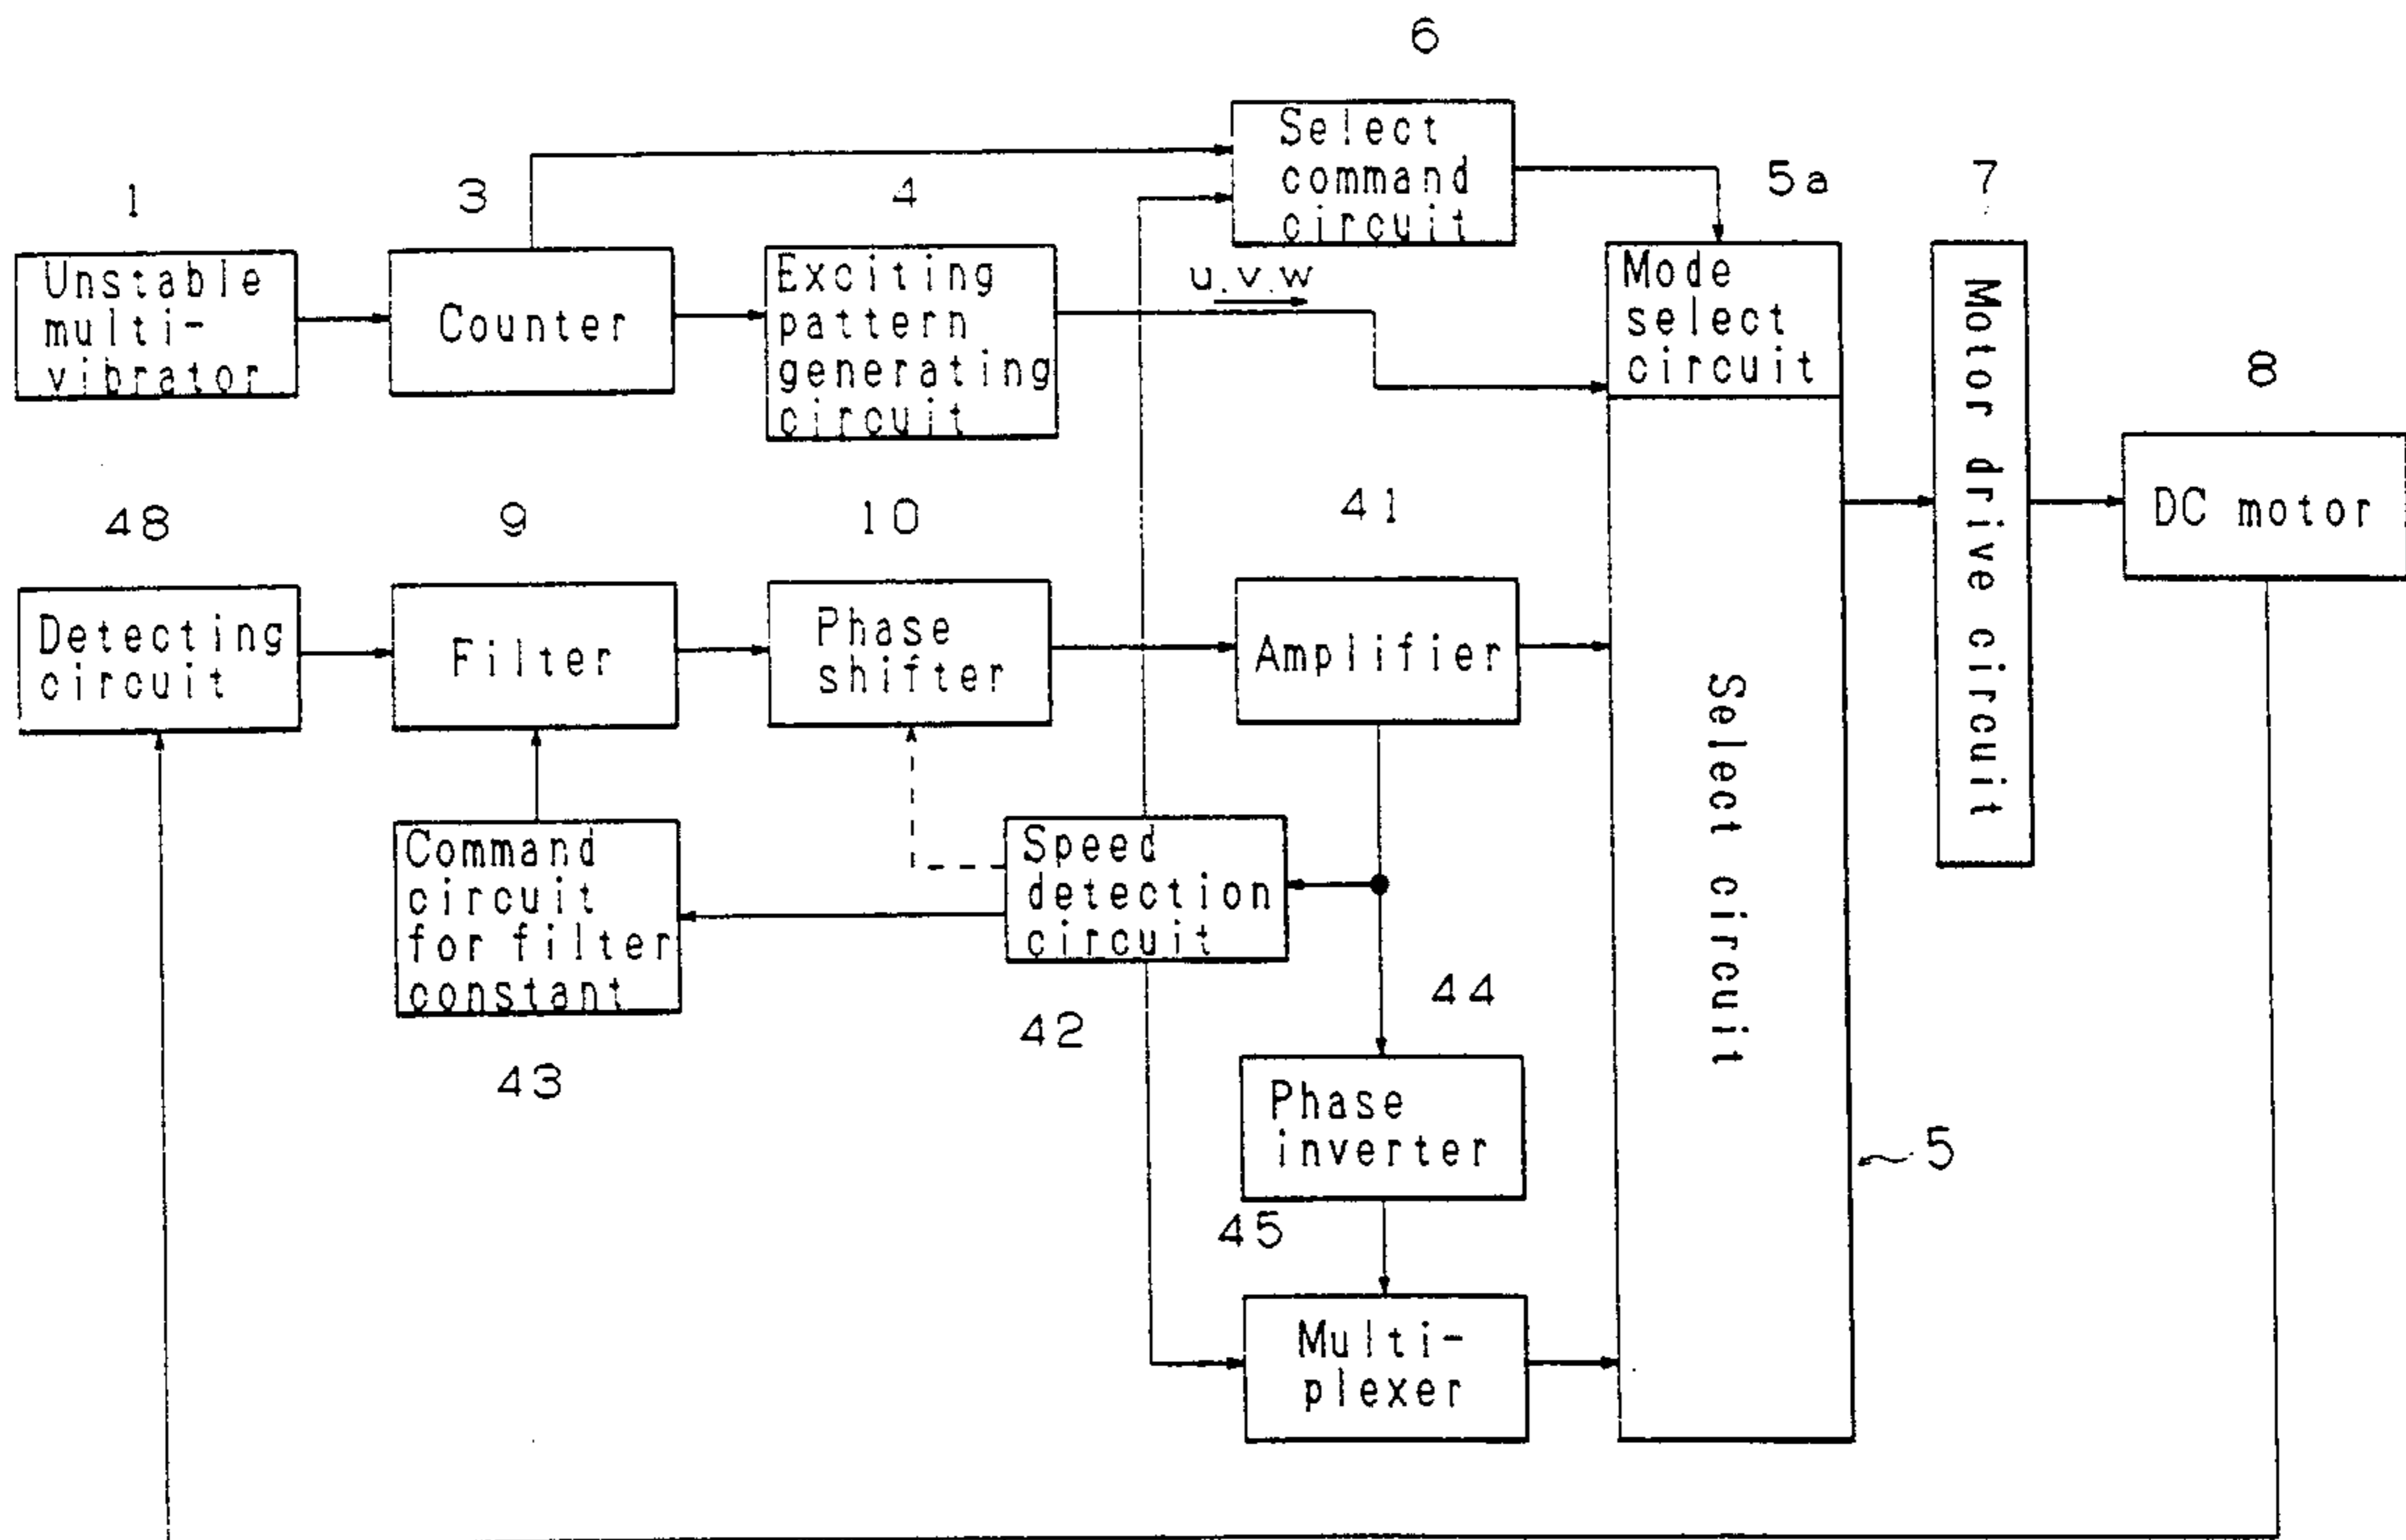 6
Select
command
circuit
5a
7
1
3
4
Unstable
multi-
vibrator
Counter
Exciting
pattern
generating
circuit
u.v.w
Mode
select
circuit
Motor drive circuit
8
DC motor
48
9
10
41
Detecting
circuit
Filter
Phase
shifter
Amplifier
Select circuit
Command
circuit
for filter
constant
Speed
detection
circuit
43
42
44
Phase
inverter
5
45
Multi-
plexer